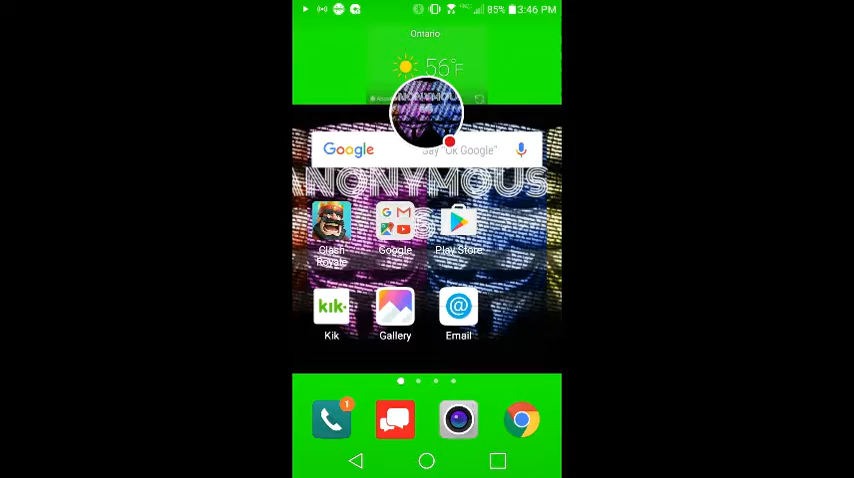 85% 3:46 PM
Ontario
56°F
ANONYMOUS
Google
Say "Ok Google"
ANONYMOUS
Clash Royale
Google
Play Store
kik·
Kik
Gallery
@
Email
1